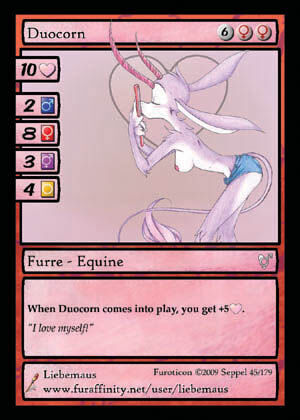 Duocorn 6
10
2
8
3
4
Furre - Equine
When Duocorn comes into play, you get +5.
"I love myself!"
Liebemaus Furoticon ©2009 Seppel 45/179
www.furaffinity.net/user/liebemaus